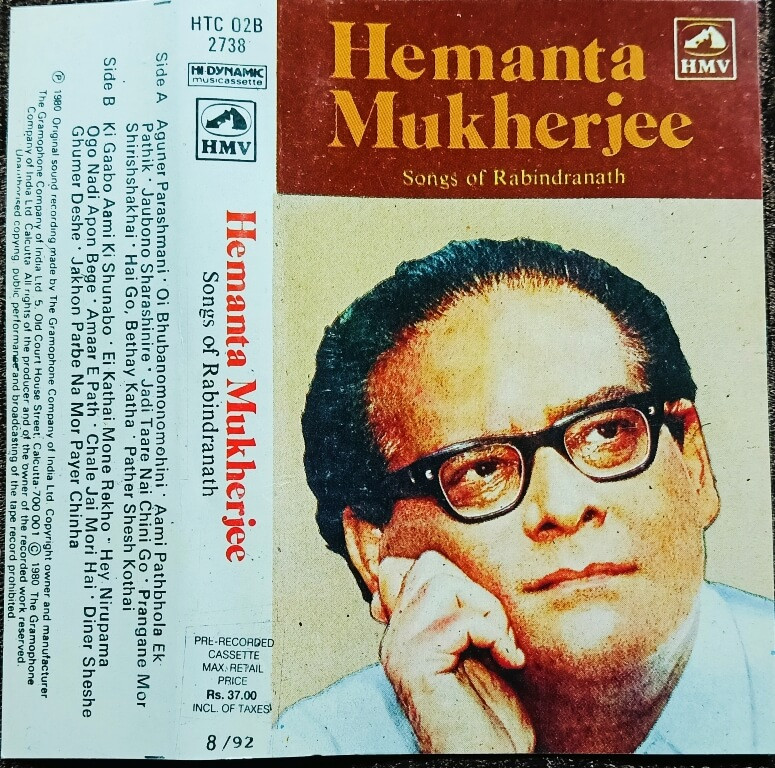 HTC 02B
2738
HI-DYNAMIC
musicassette
HMV
Hemanta Mukherjee
Songs of Rabindranath
PRE-RECORDED
CASSETTE
MAX. RETAIL
PRICE
Rs. 37.00
INCL. OF TAXES
8/92
Hemanta
Mukherjee
Songs of Rabindranath
HMV
Side A Aguner Parashmani · Oi Bhubanomonomohini · Aami Pathbhola Ek
Pathik · Jaubono Sharashinire · Jadi Taare Nai Chini Go · Prangane Mor
Shirishshakhai · Hai Go, Bethay Katha · Pather Shesh Kothai
Side B Ki Gaabo Aami Ki Shunabo · Ei Kathai Mone Rekho · Hey Nirupama
Ogo Nadi Apon Bege · Amaar E Path · Chale Jai Mori Hai · Diner Sheshe
Ghumer Deshe · Jakhon Parbe Na Mor Payer Chinha
℗ 1980 Original sound recording made by The Gramophone Company of India Ltd. Copyright owner and manufacturer
The Gramophone Company of India Ltd. 5, Old Court House Street, Calcutta-700 001 © 1980 The Gramophone
Company of India Ltd. Calcutta. All rights of the producer and of the owner of the recorded work reserved.
Unauthorised copying, public performance and broadcasting of the tape record prohibited